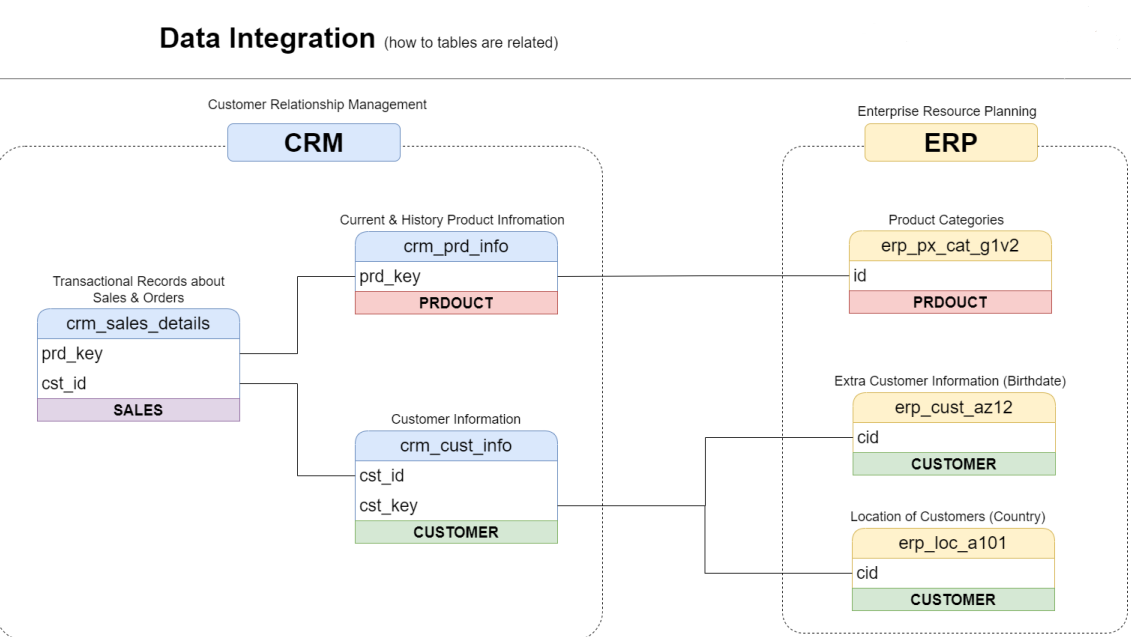 Data Integration (how to tables are related)
Customer Relationship Management
CRM
Enterprise Resource Planning
ERP
Transactional Records about
Sales & Orders
crm_sales_details
prd_key
cst_id
SALES
Current & History Product Infromation
crm_prd_info
prd_key
PRDOUCT
Customer Information
crm_cust_info
cst_id
cst_key
CUSTOMER
Product Categories
erp_px_cat_g1v2
id
PRDOUCT
Extra Customer Information (Birthdate)
erp_cust_az12
cid
CUSTOMER
Location of Customers (Country)
erp_loc_a101
cid
CUSTOMER